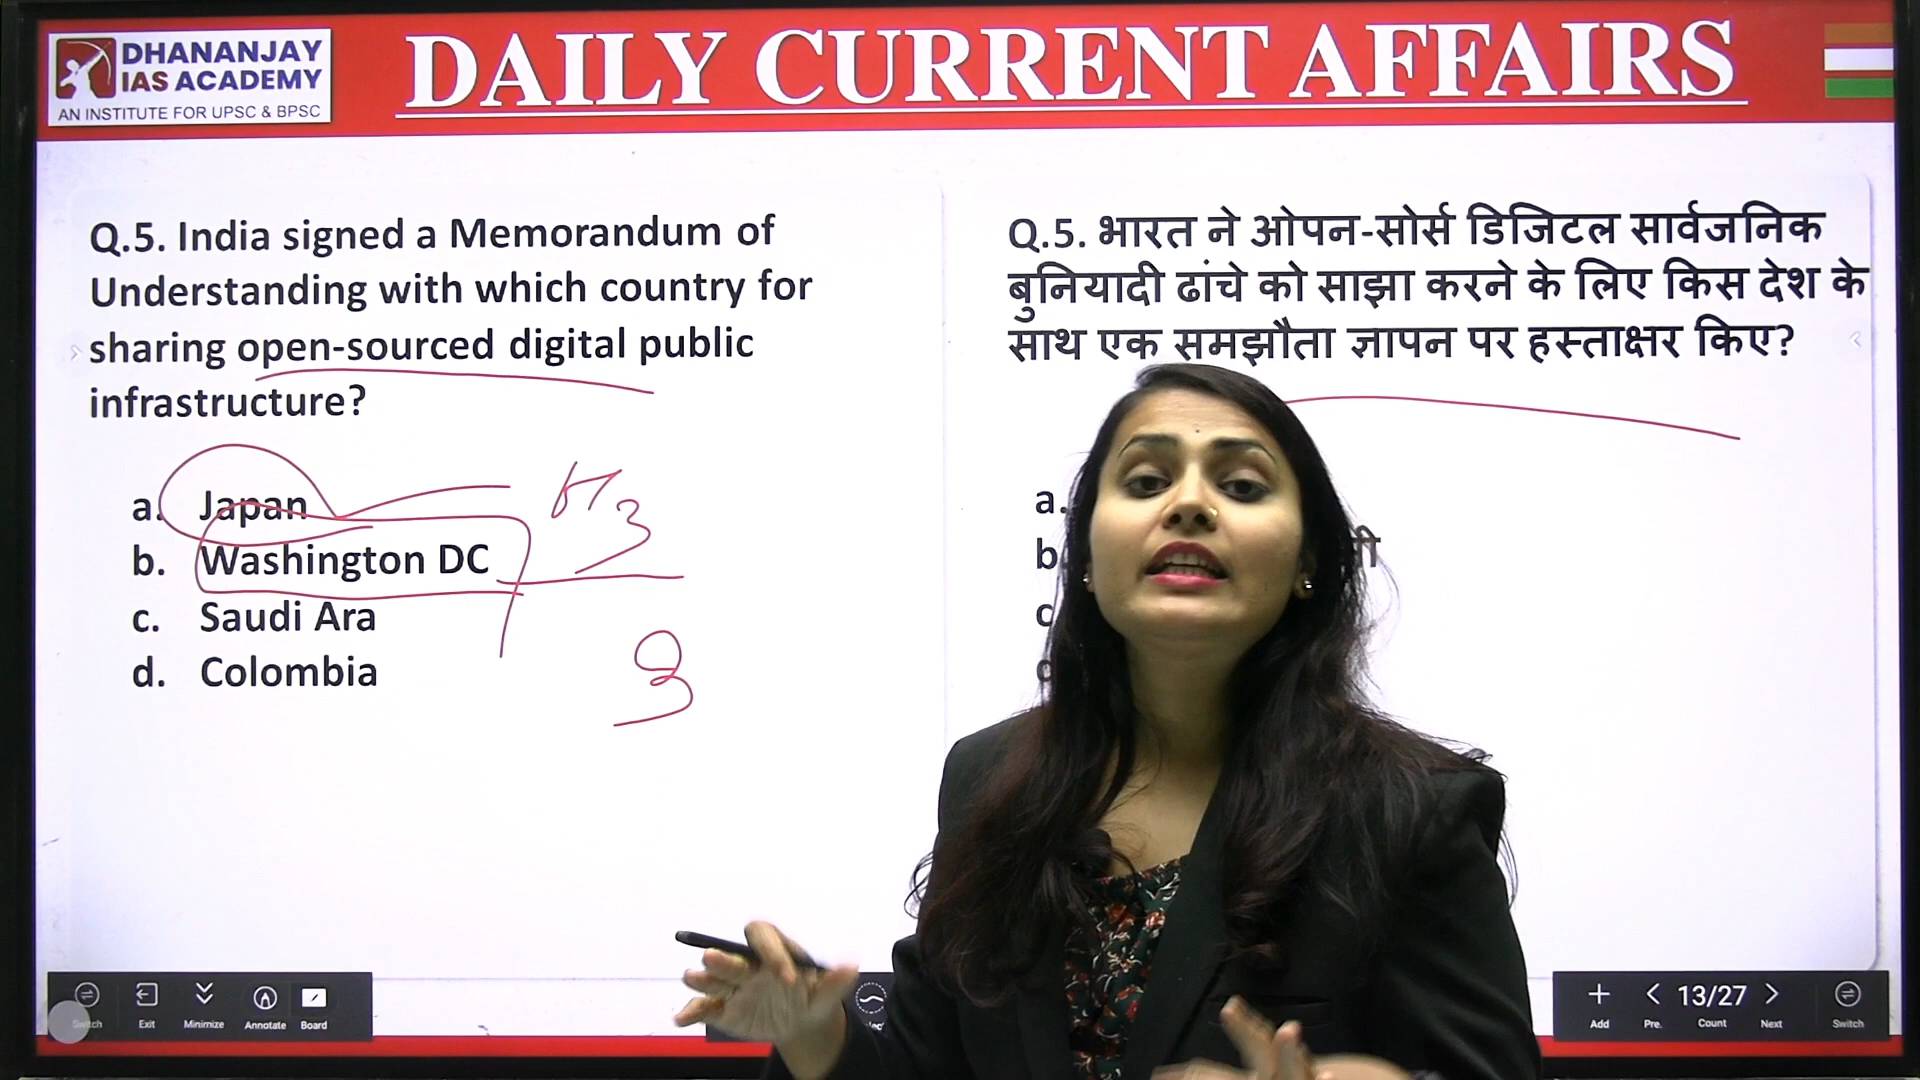 DHANANJAY
IAS ACADEMY
AN INSTITUTE FOR UPSC & BPSC
DAILY CURRENT AFFAIRS
Q.5. India signed a Memorandum of
Understanding with which country for
sharing open-sourced digital public
infrastructure?
a. Japan
b. Washington DC
c. Saudi Ara
d. Colombia
Q.5. भारत ने ओपन-सोर्स डिजिटल सार्वजनिक
बुनियादी ढांचे को साझा करने के लिए किस देश के
साथ एक समझौता ज्ञापन पर हस्ताक्षर किए?
a.
b
c
d
Switch
Exit
Minimize
Annotate
Board
Add
Pre.
13/27
Count
Next
Switch